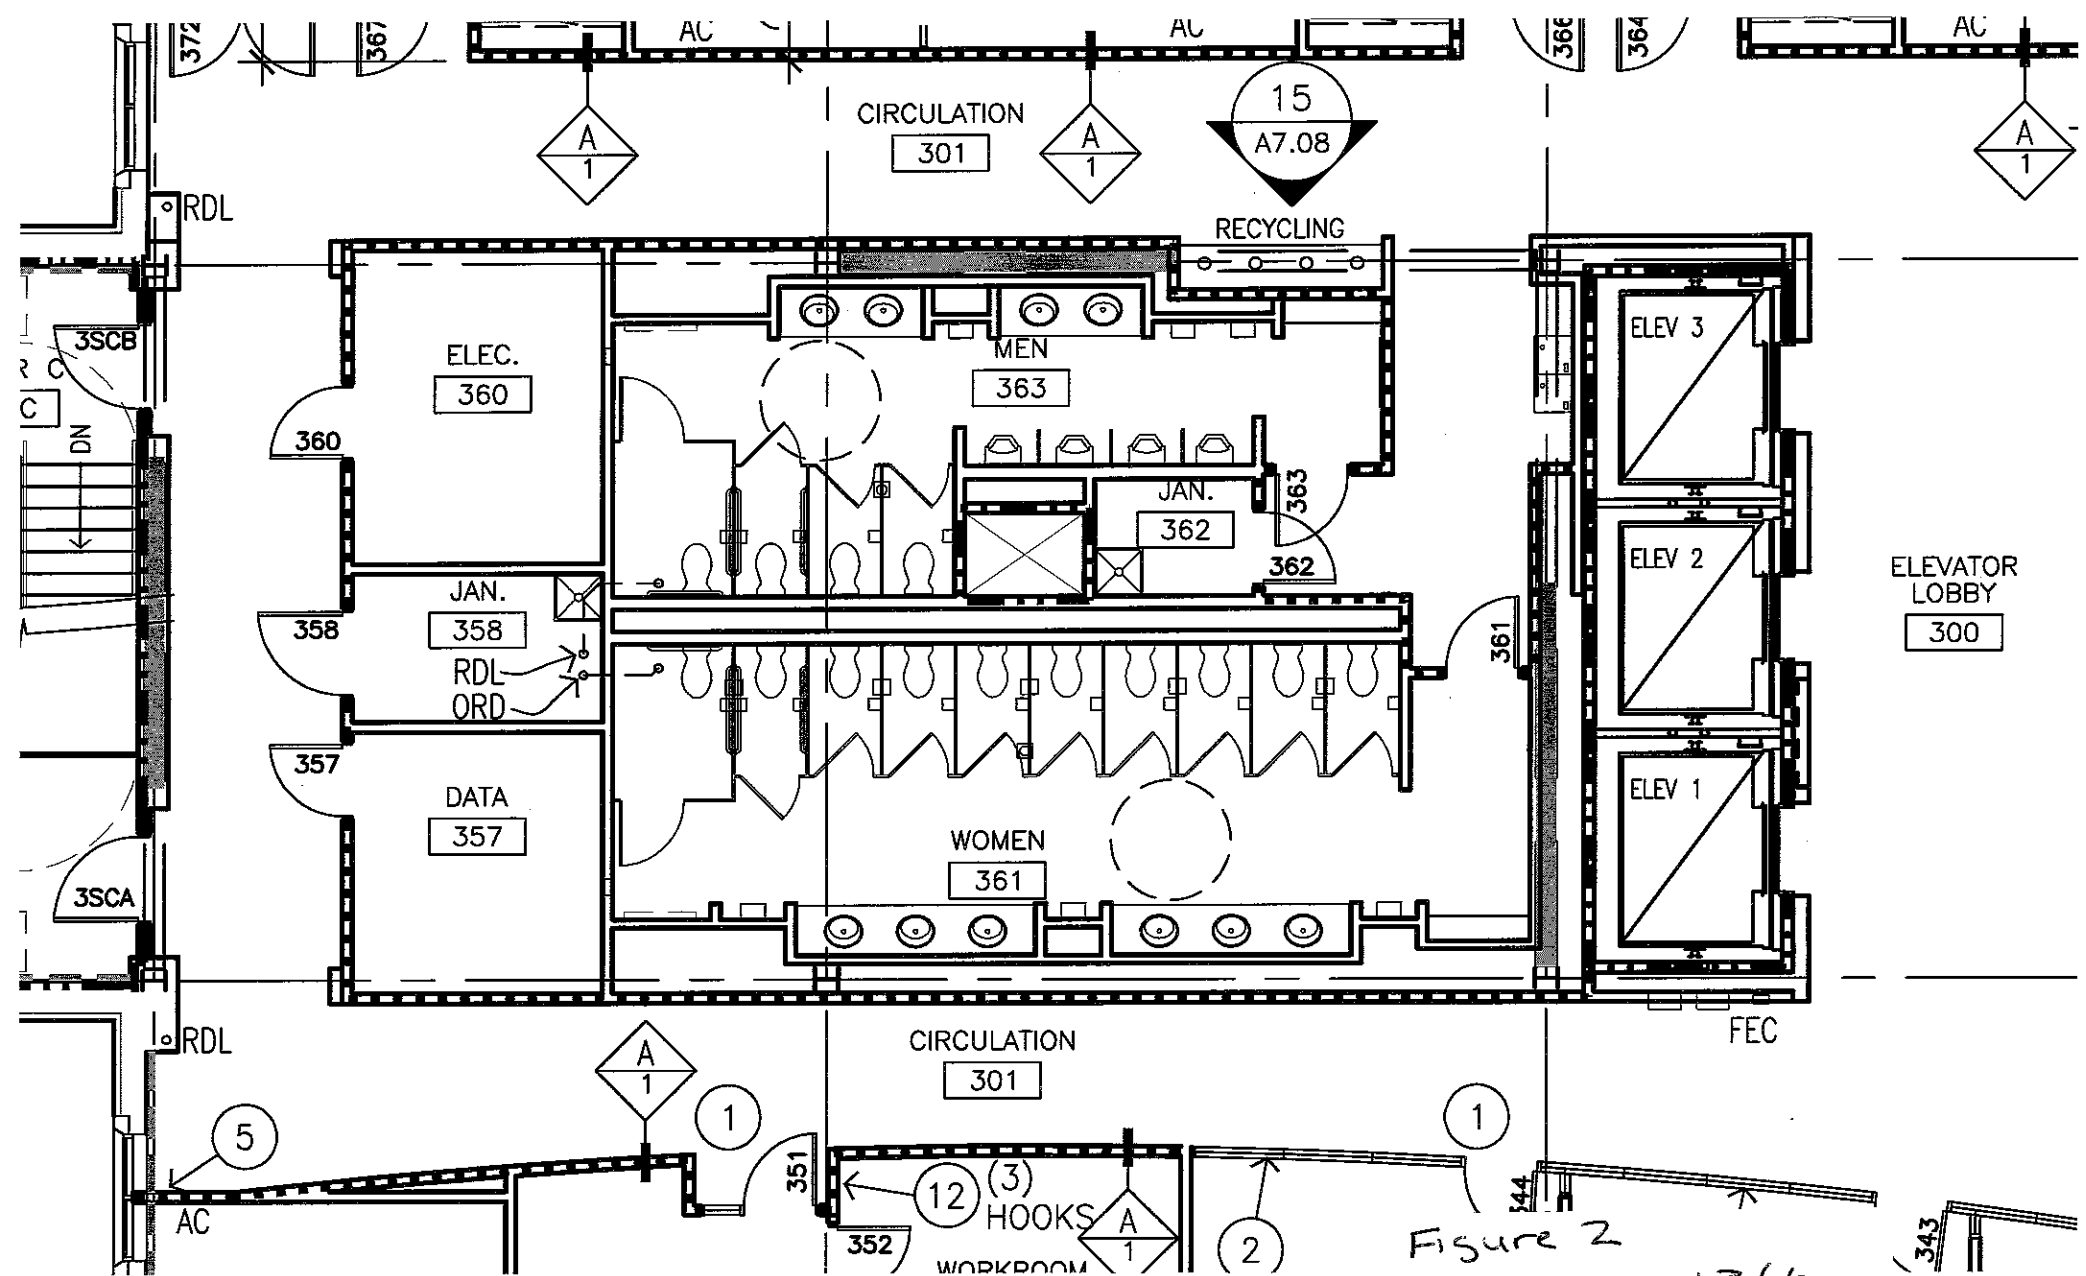 372
367
AC
AC
366
364
AC
A
1
CIRCULATION
301
A
1
15
A7.08
A
1
RDL
RECYCLING
3SCB
R C
C
DN
ELEC.
360
360
MEN
363
ELEV 3
363
JAN.
362
362
ELEV 2
ELEVATOR
LOBBY
300
JAN.
358
358
RDL
ORD
361
357
DATA
357
ELEV 1
WOMEN
361
3SCA
RDL
CIRCULATION
301
FEC
A
1
1
1
5
351
12
(3)
HOOKS
AC
352
A
1
2
344
343
Figure 2
WORKROOM